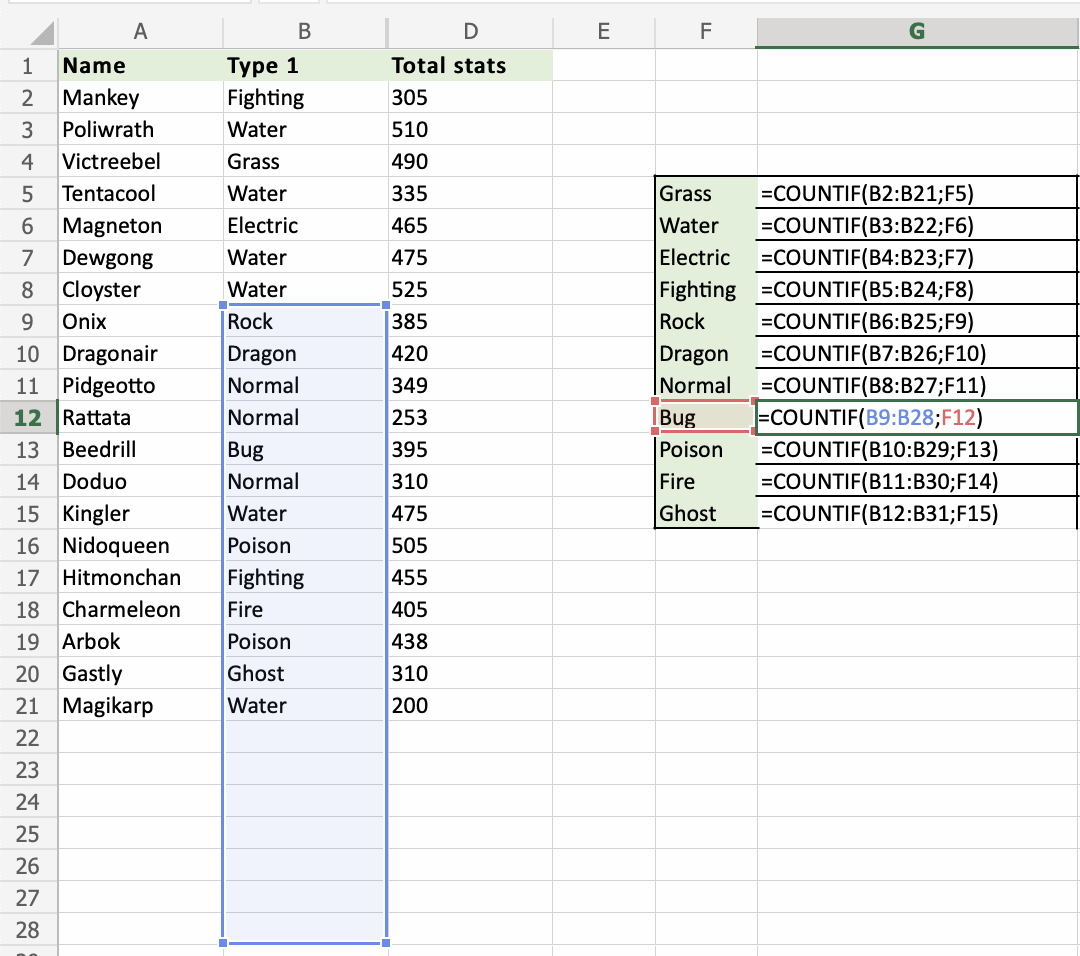 A B D E F G
1 Name Type 1 Total stats
2 Mankey Fighting 305
3 Poliwrath Water 510
4 Victreebel Grass 490
5 Tentacool Water 335 Grass =COUNTIF(B2:B21;F5)
6 Magneton Electric 465 Water =COUNTIF(B3:B22;F6)
7 Dewgong Water 475 Electric =COUNTIF(B4:B23;F7)
8 Cloyster Water 525 Fighting =COUNTIF(B5:B24;F8)
9 Onix Rock 385 Rock =COUNTIF(B6:B25;F9)
10 Dragonair Dragon 420 Dragon =COUNTIF(B7:B26;F10)
11 Pidgeotto Normal 349 Normal =COUNTIF(B8:B27;F11)
12 Rattata Normal 253 Bug =COUNTIF(B9:B28;F12)
13 Beedrill Bug 395 Poison =COUNTIF(B10:B29;F13)
14 Doduo Normal 310 Fire =COUNTIF(B11:B30;F14)
15 Kingler Water 475 Ghost =COUNTIF(B12:B31;F15)
16 Nidoqueen Poison 505
17 Hitmonchan Fighting 455
18 Charmeleon Fire 405
19 Arbok Poison 438
20 Gastly Ghost 310
21 Magikarp Water 200
22
23
24
25
26
27
28